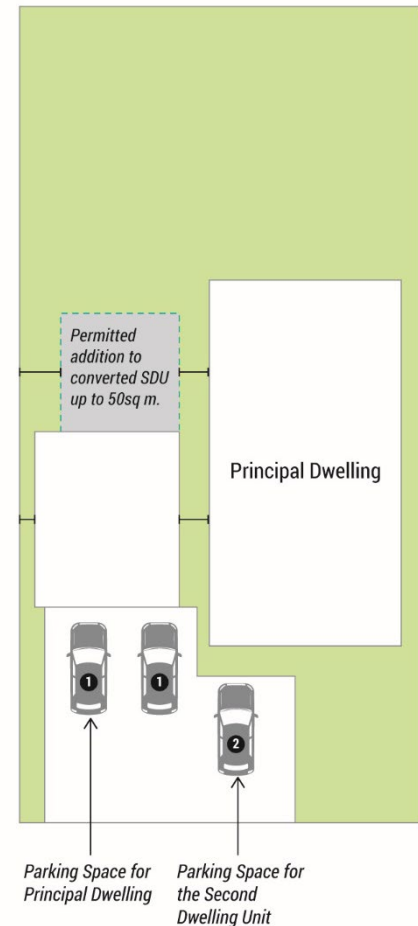 Permitted
addition to
converted SDU
up to 50sq m.
Principal Dwelling
1
1
2
Parking Space for
Principal Dwelling
Parking Space for
the Second
Dwelling Unit